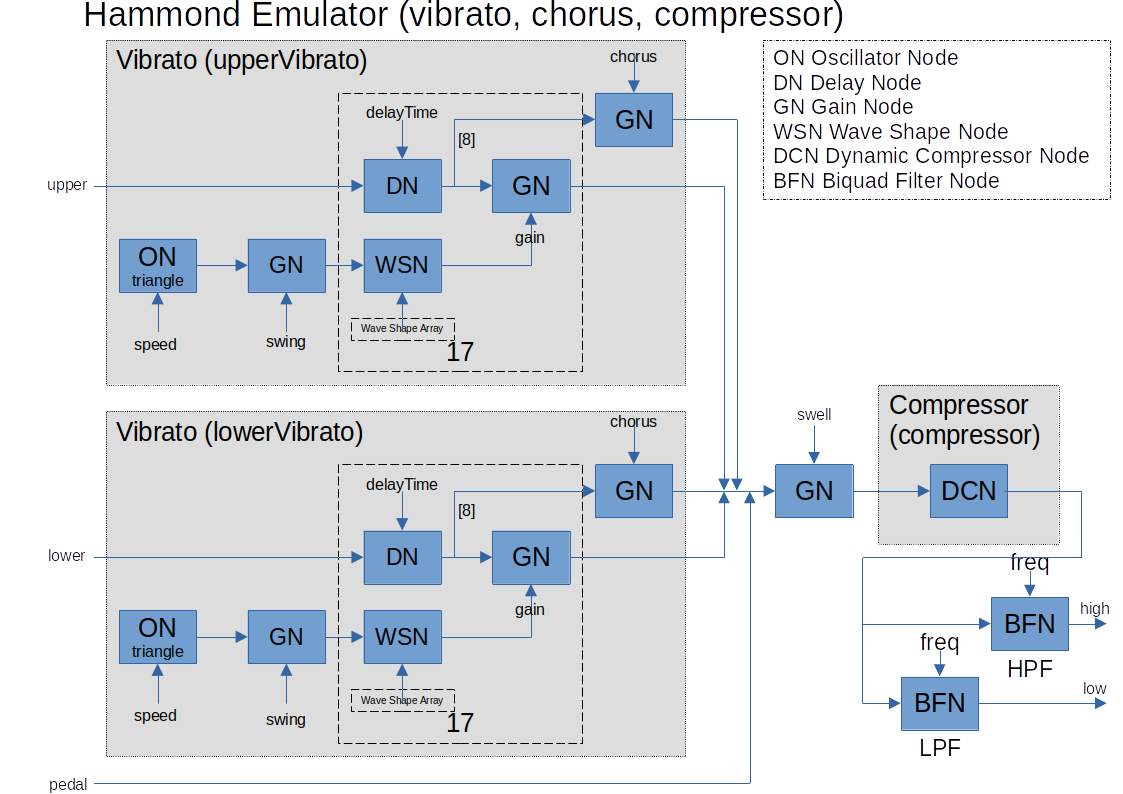 Hammond Emulator (vibrato, chorus, compressor)
Vibrato (upperVibrato)
chorus
GN
delayTime
[8]
upper
DN
GN
gain
ON
triangle
GN
WSN
speed
swing
Wave Shape Array
17
ON Oscillator Node
DN Delay Node
GN Gain Node
WSN Wave Shape Node
DCN Dynamic Compressor Node
BFN Biquad Filter Node
Vibrato (lowerVibrato)
chorus
GN
delayTime
[8]
lower
DN
GN
gain
ON
triangle
GN
WSN
speed
swing
Wave Shape Array
17
pedal
swell
GN
Compressor
(compressor)
DCN
freq
BFN
high
HPF
freq
BFN
low
LPF